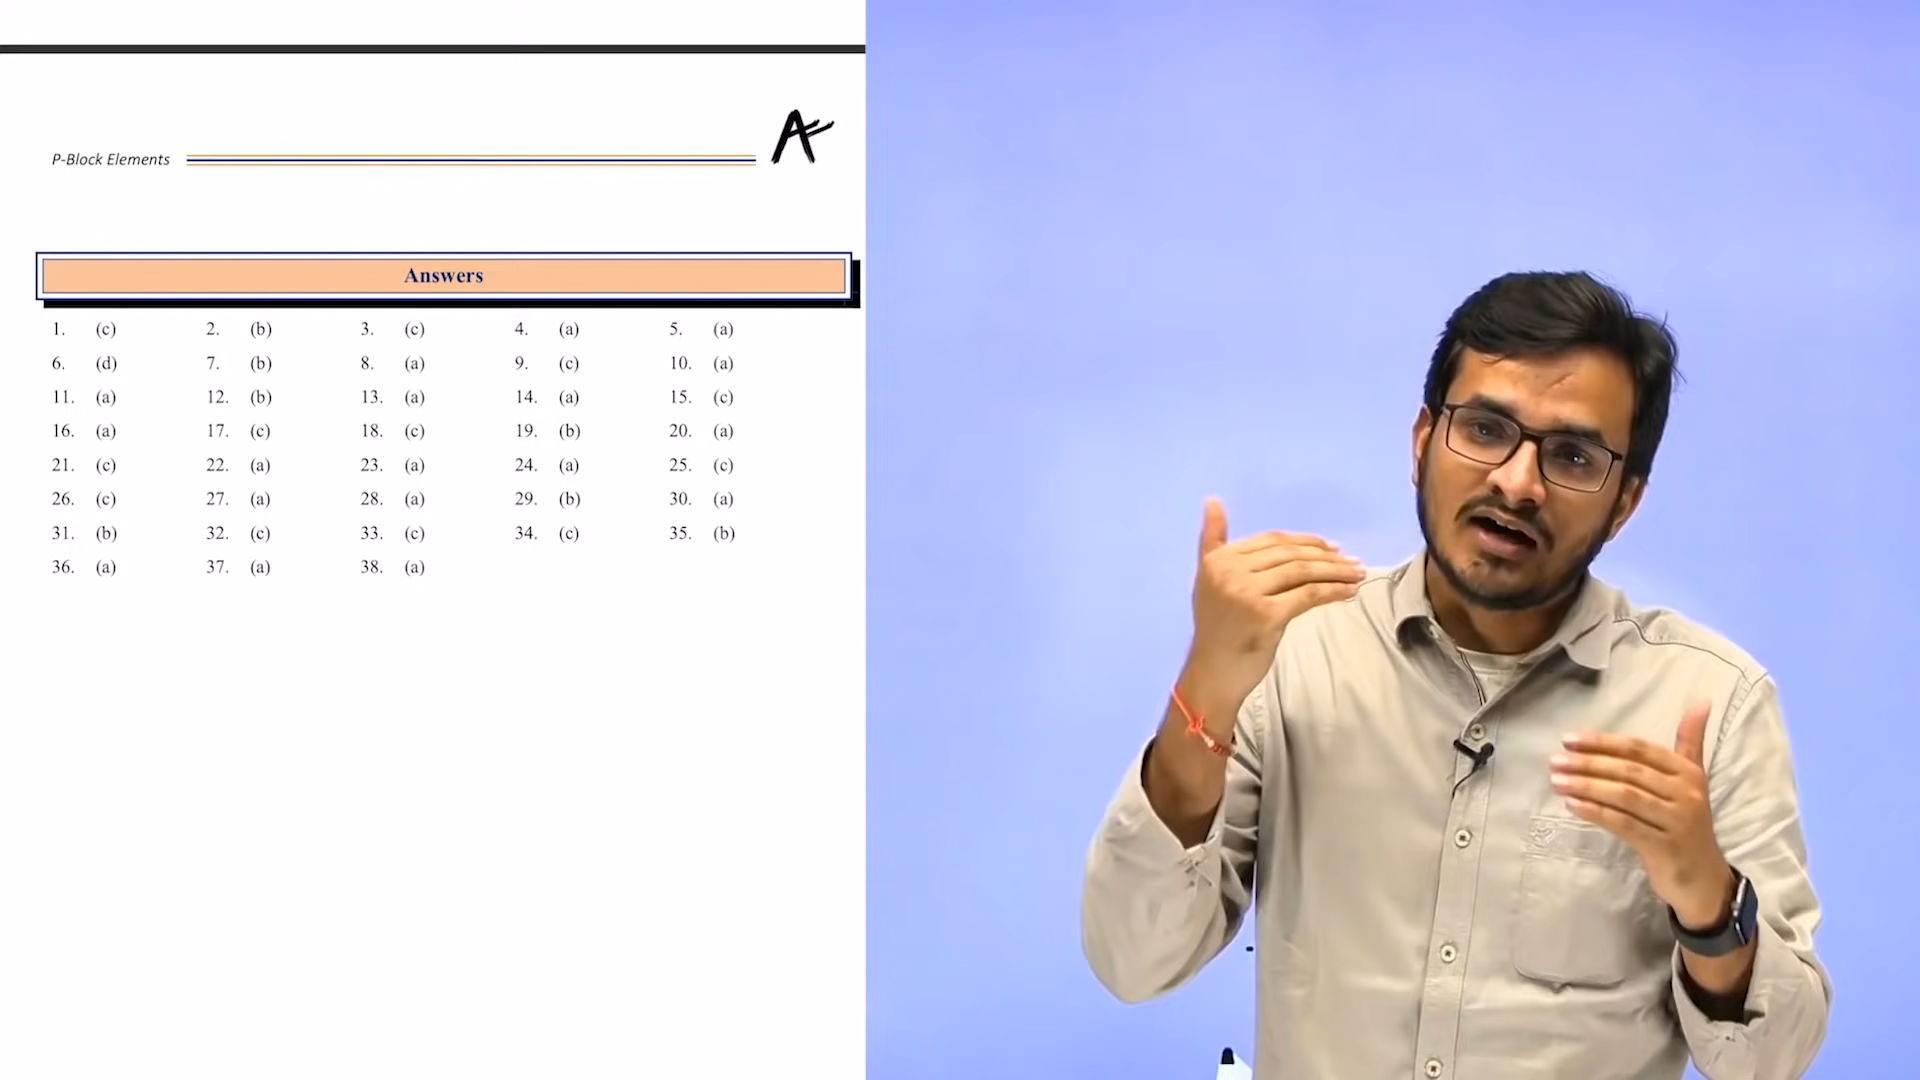 A
P-Block Elements
Answers
1. (c) 2. (b) 3. (c) 4. (a) 5. (a)
6. (d) 7. (b) 8. (a) 9. (c) 10. (a)
11. (a) 12. (b) 13. (a) 14. (a) 15. (c)
16. (a) 17. (c) 18. (c) 19. (b) 20. (a)
21. (c) 22. (a) 23. (a) 24. (a) 25. (c)
26. (c) 27. (a) 28. (a) 29. (b) 30. (a)
31. (b) 32. (c) 33. (c) 34. (c) 35. (b)
36. (a) 37. (a) 38. (a)